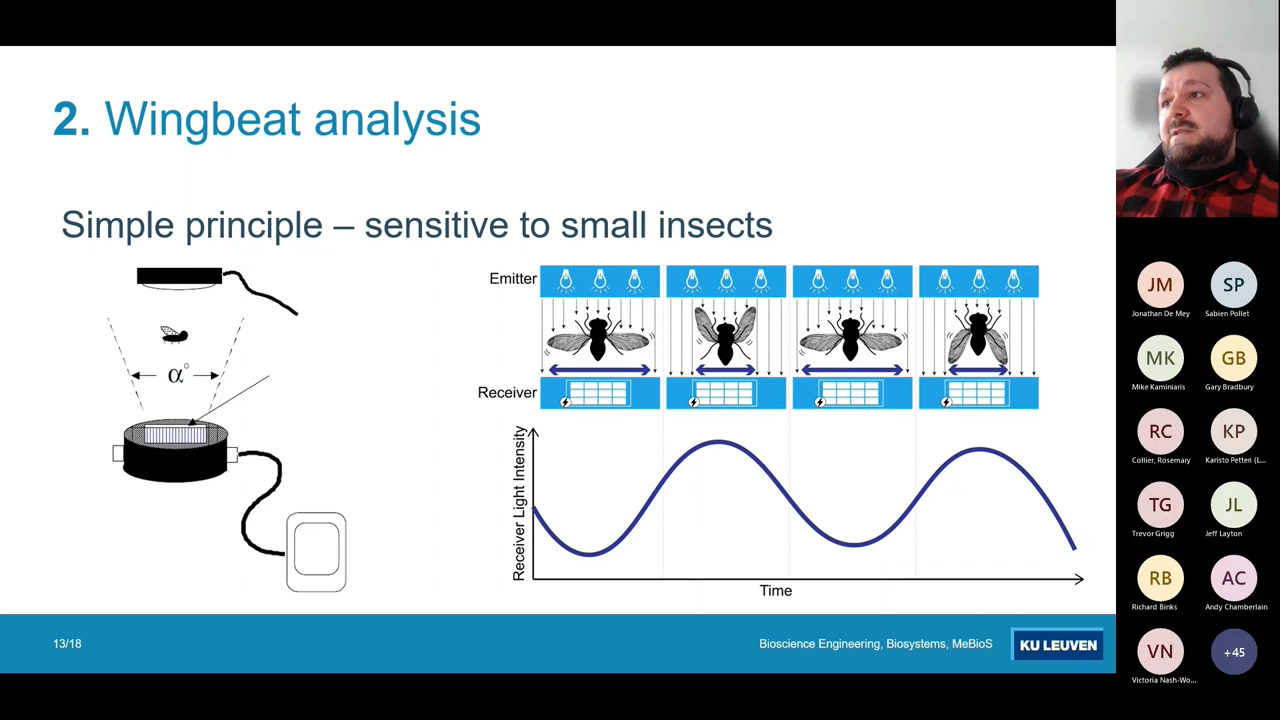 2. Wingbeat analysis
Simple principle – sensitive to small insects
α°
Emitter
Receiver
Receiver Light Intensity
Time
13/18
Bioscience Engineering, Biosystems, MeBioS
KU LEUVEN
JM
Jonathan De Mey
SP
Sabien Pollet
MK
Mike Kaminiaris
GB
Gary Bradbury
RC
Collier, Rosemary
KP
Karisto Petteri (L...
TG
Trevor Grigg
JL
Jeff Layton
RB
Richard Binks
AC
Andy Chamberlain
VN
Victoria Nash-Wo...
+45